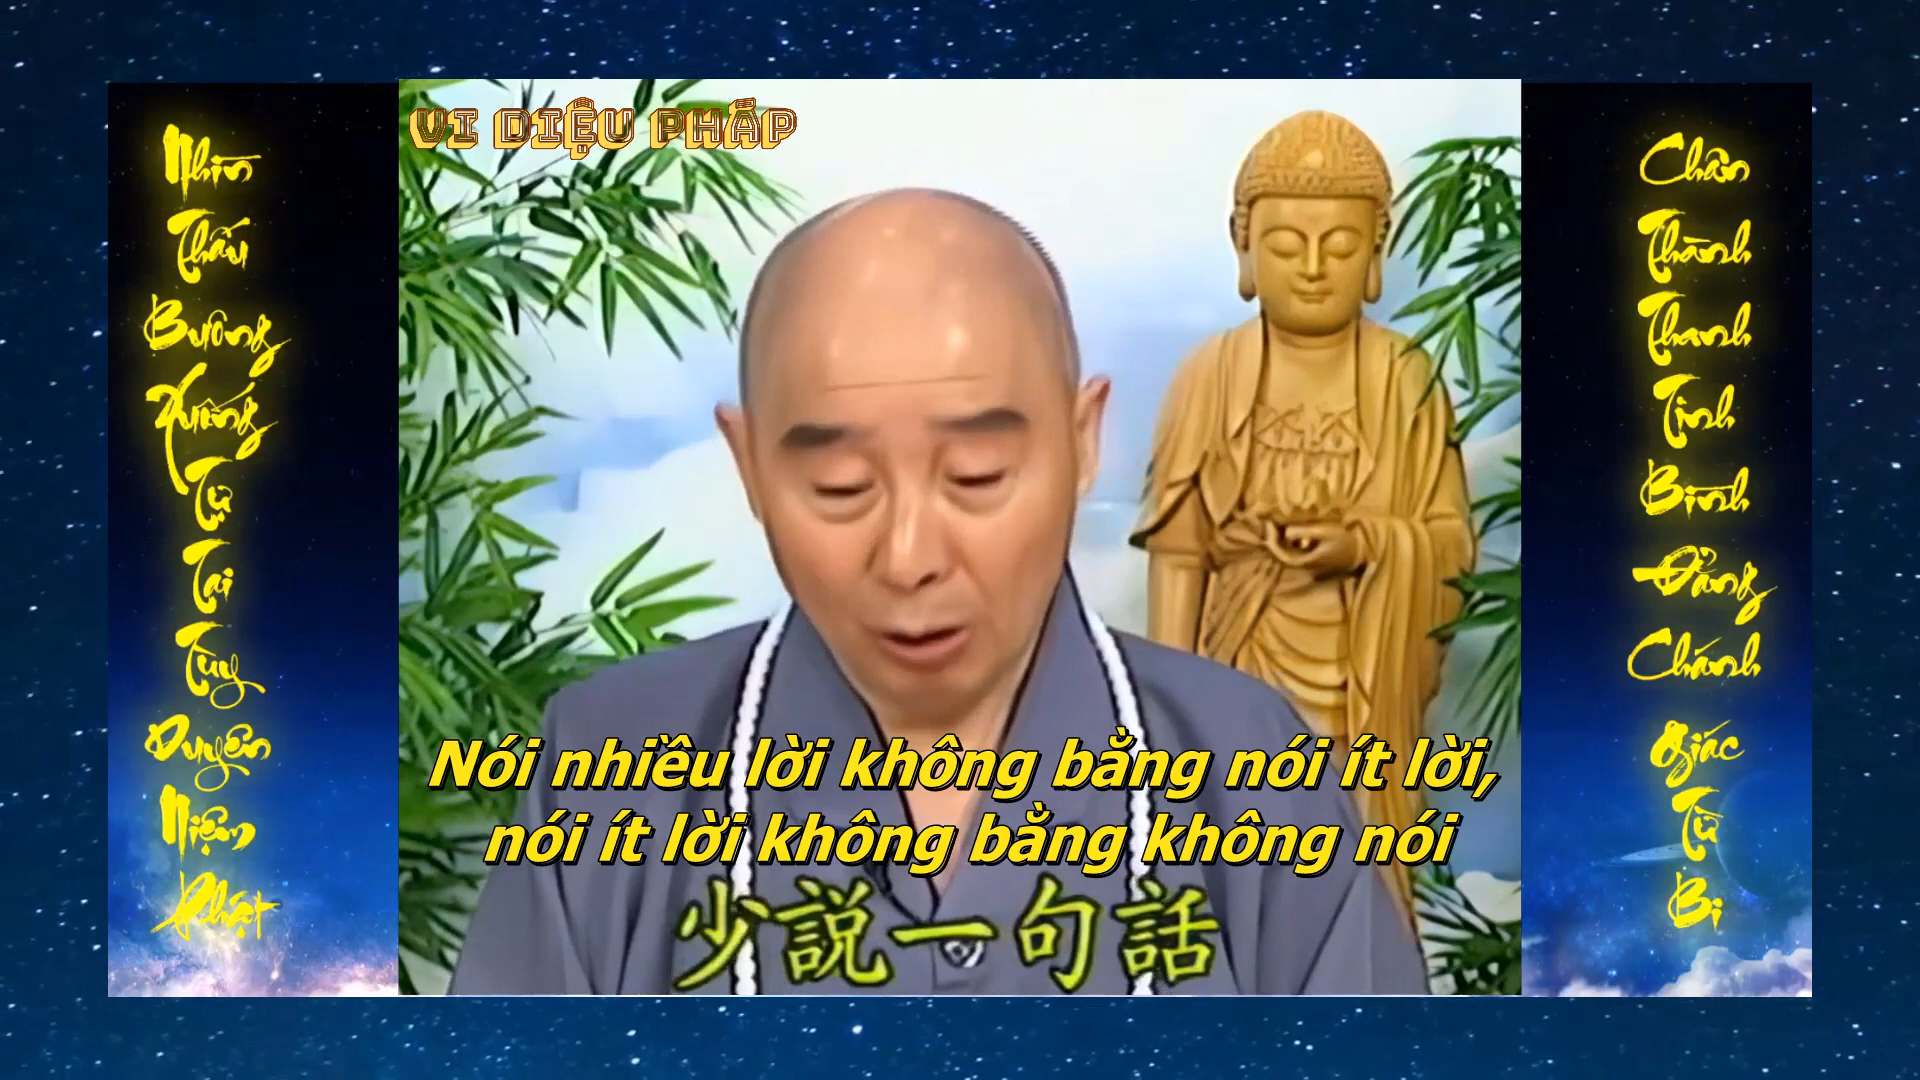 VI DIỆU PHÁP
Nhìn
Thấu
Buông
Xuống
Tự
Tại
Tùy
Duyên
Niệm
Phật
Chân
Thành
Thanh
Tịnh
Bình
Đẳng
Chánh
Giác
Từ
Bi
Nói nhiều lời không bằng nói ít lời,
nói ít lời không bằng không nói
少說一句話